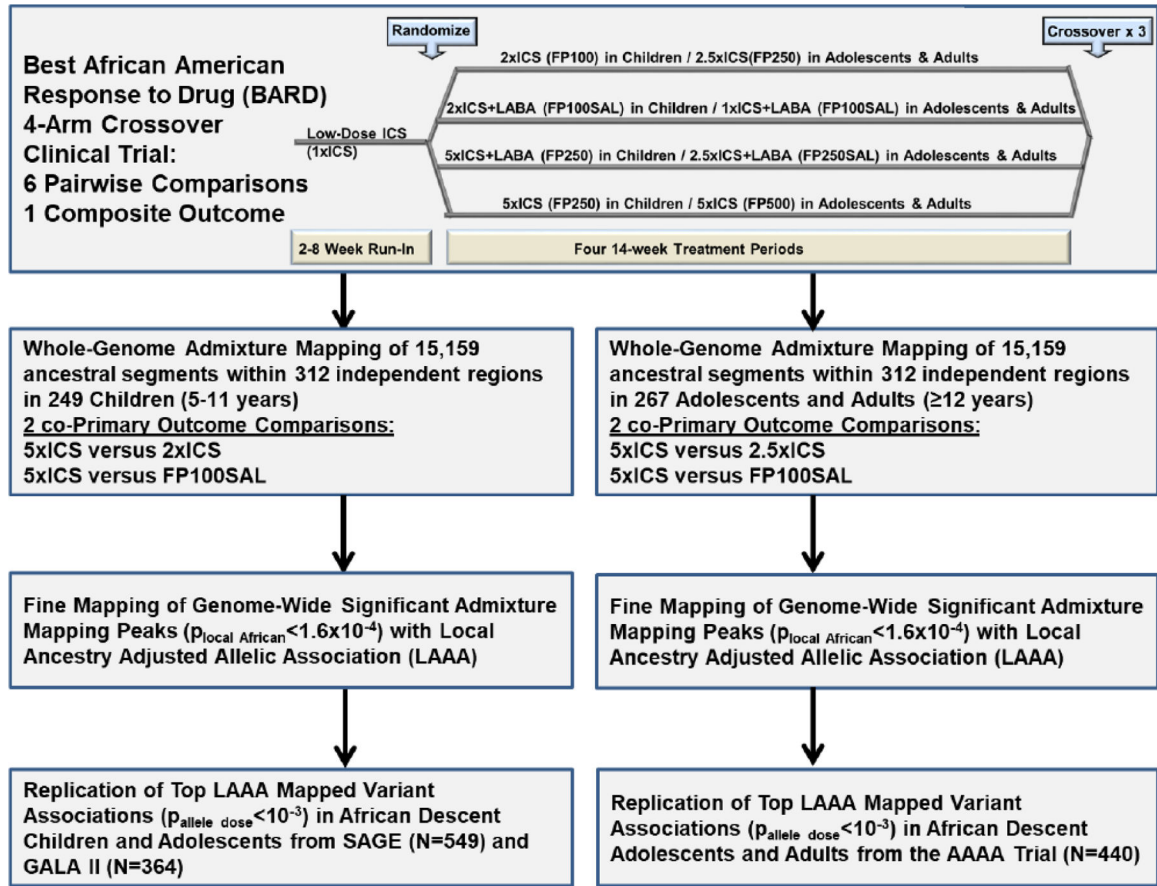 Best African American
Response to Drug (BARD)
4-Arm Crossover
Clinical Trial:
6 Pairwise Comparisons
1 Composite Outcome
Randomize
Crossover x 3
Low-Dose ICS
(1xICS)
2xICS (FP100) in Children / 2.5xICS(FP250) in Adolescents & Adults
2xICS+LABA (FP100SAL) in Children / 1xICS+LABA (FP100SAL) in Adolescents & Adults
5xICS+LABA (FP250) in Children / 2.5xICS+LABA (FP250SAL) in Adolescents & Adults
5xICS (FP250) in Children / 5xICS (FP500) in Adolescents & Adults
2-8 Week Run-In
Four 14-week Treatment Periods
Whole-Genome Admixture Mapping of 15,159
ancestral segments within 312 independent regions
in 249 Children (5-11 years)
2 co-Primary Outcome Comparisons:
5xICS versus 2xICS
5xICS versus FP100SAL
Whole-Genome Admixture Mapping of 15,159
ancestral segments within 312 independent regions
in 267 Adolescents and Adults (≥12 years)
2 co-Primary Outcome Comparisons:
5xICS versus 2.5xICS
5xICS versus FP100SAL
Fine Mapping of Genome-Wide Significant Admixture
Mapping Peaks (p local African<1.6x10⁻⁴) with Local
Ancestry Adjusted Allelic Association (LAAA)
Fine Mapping of Genome-Wide Significant Admixture
Mapping Peaks (p local African<1.6x10⁻⁴) with Local
Ancestry Adjusted Allelic Association (LAAA)
Replication of Top LAAA Mapped Variant
Associations (p allele dose<10⁻³) in African Descent
Children and Adolescents from SAGE (N=549) and
GALA II (N=364)
Replication of Top LAAA Mapped Variant
Associations (p allele dose<10⁻³) in African Descent
Adolescents and Adults from the AAAA Trial (N=440)